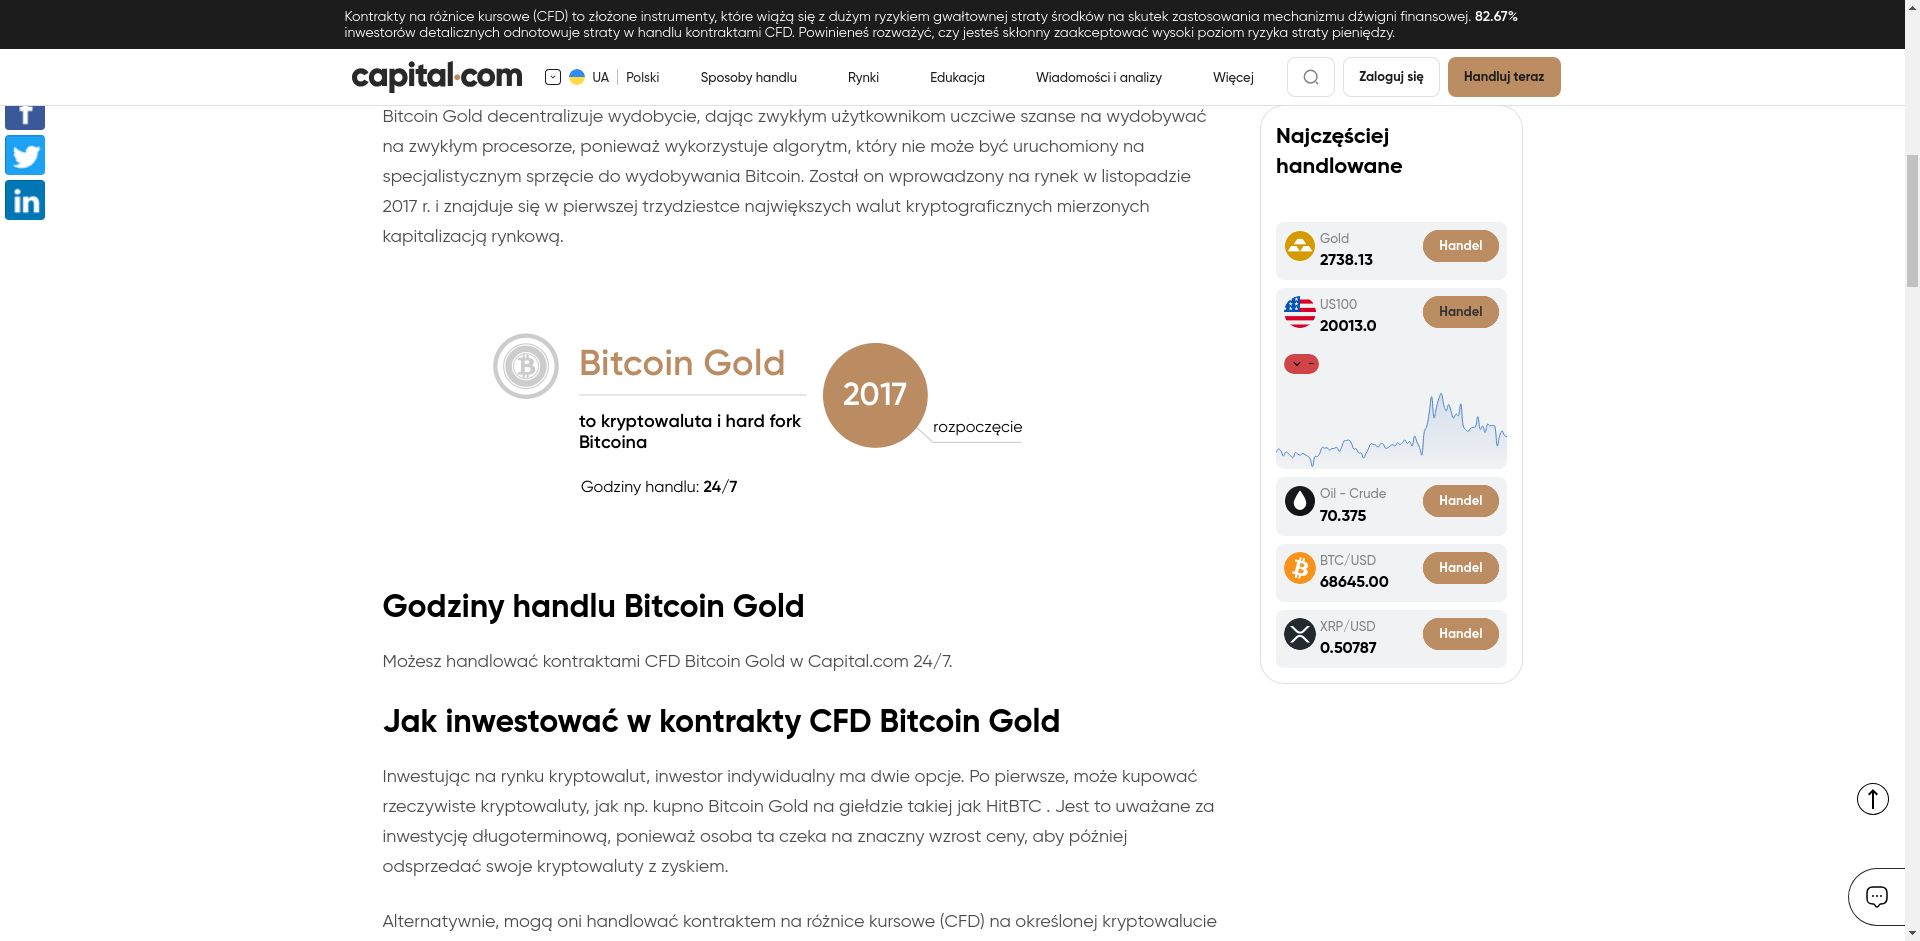 Kontrakty na różnice kursowe (CFD) to złożone instrumenty, które wiążą się z dużym ryzykiem gwałtownej straty środków na skutek zastosowania mechanizmu dźwigni finansowej. 82.67%
inwestorów detalicznych odnotowuje straty w handlu kontraktami CFD. Powinieneś rozważyć, czy jesteś skłonny zaakceptować wysoki poziom ryzyka straty pieniędzy.
capital.com
UA
Polski
Sposoby handlu
Rynki
Edukacja
Wiadomości i analizy
Więcej
Zaloguj się
Handluj teraz
Bitcoin Gold decentralizuje wydobycie, dając zwykłym użytkownikom uczciwe szanse na wydobywać
na zwykłym procesorze, ponieważ wykorzystuje algorytm, który nie może być uruchomiony na
specjalistycznym sprzęcie do wydobywania Bitcoin. Został on wprowadzony na rynek w listopadzie
2017 r. i znajduje się w pierwszej trzydziestce największych walut kryptograficznych mierzonych
kapitalizacją rynkową.
Bitcoin Gold
to kryptowaluta i hard fork
Bitcoina
Godziny handlu: 24/7
2017
rozpoczęcie
Godziny handlu Bitcoin Gold
Możesz handlować kontraktami CFD Bitcoin Gold w Capital.com 24/7.
Jak inwestować w kontrakty CFD Bitcoin Gold
Inwestując na rynku kryptowalut, inwestor indywidualny ma dwie opcje. Po pierwsze, może kupować
rzeczywiste kryptowaluty, jak np. kupno Bitcoin Gold na giełdzie takiej jak HitBTC . Jest to uważane za
inwestycję długoterminową, ponieważ osoba ta czeka na znaczny wzrost ceny, aby później
odsprzedać swoje kryptowaluty z zyskiem.
Alternatywnie, mogą oni handlować kontraktem na różnice kursowe (CFD) na określonej kryptowalucie
Najczęściej
handlowane
Gold
2738.13
Handel
US100
20013.0
Handel
-
Oil - Crude
70.375
Handel
BTC/USD
68645.00
Handel
XRP/USD
0.50787
Handel